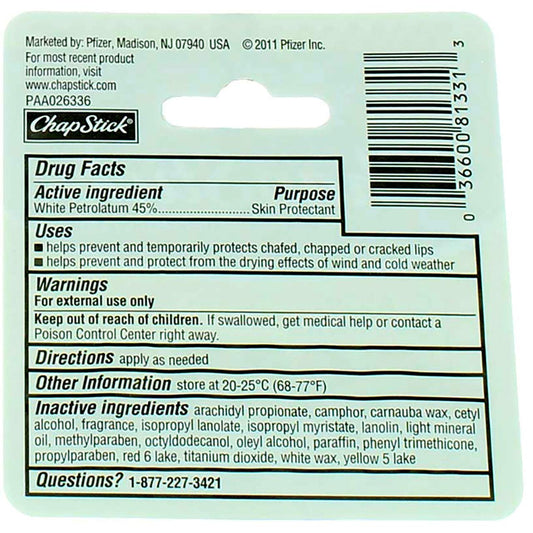 Marketed by: Pfizer, Madison, NJ 07940 USA © 2011 Pfizer Inc.
For most recent product
information, visit
www.chapstick.com
PAA026336
ChapStick®
0 36600 81331 3
Drug Facts
Active ingredient Purpose
White Petrolatum 45%..............................Skin Protectant
Uses
■ helps prevent and temporarily protects chafed, chapped or cracked lips
■ helps prevent and protect from the drying effects of wind and cold weather
Warnings
For external use only
Keep out of reach of children. If swallowed, get medical help or contact a
Poison Control Center right away.
Directions apply as needed
Other Information store at 20-25°C (68-77°F)
Inactive ingredients arachidyl propionate, camphor, carnauba wax, cetyl
alcohol, fragrance, isopropyl lanolate, isopropyl myristate, lanolin, light mineral
oil, methylparaben, octyldodecanol, oleyl alcohol, paraffin, phenyl trimethicone,
propylparaben, red 6 lake, titanium dioxide, white wax, yellow 5 lake
Questions? 1-877-227-3421